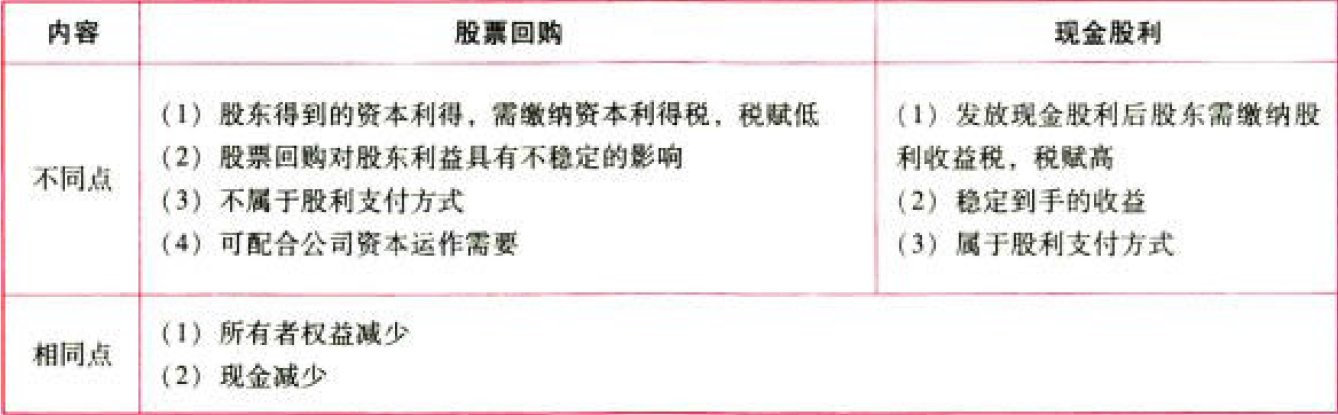 内容 股票回购 现金股利
不同点
(1) 股东得到的资本利得，需缴纳资本利得税，税赋低
(2) 股票回购对股东利益具有不稳定的影响
(3) 不属于股利支付方式
(4) 可配合公司资本运作需要
(1) 发放现金股利后股东需缴纳股
利收益税，税赋高
(2) 稳定到手的收益
(3) 属于股利支付方式
相同点
(1) 所有者权益减少
(2) 现金减少